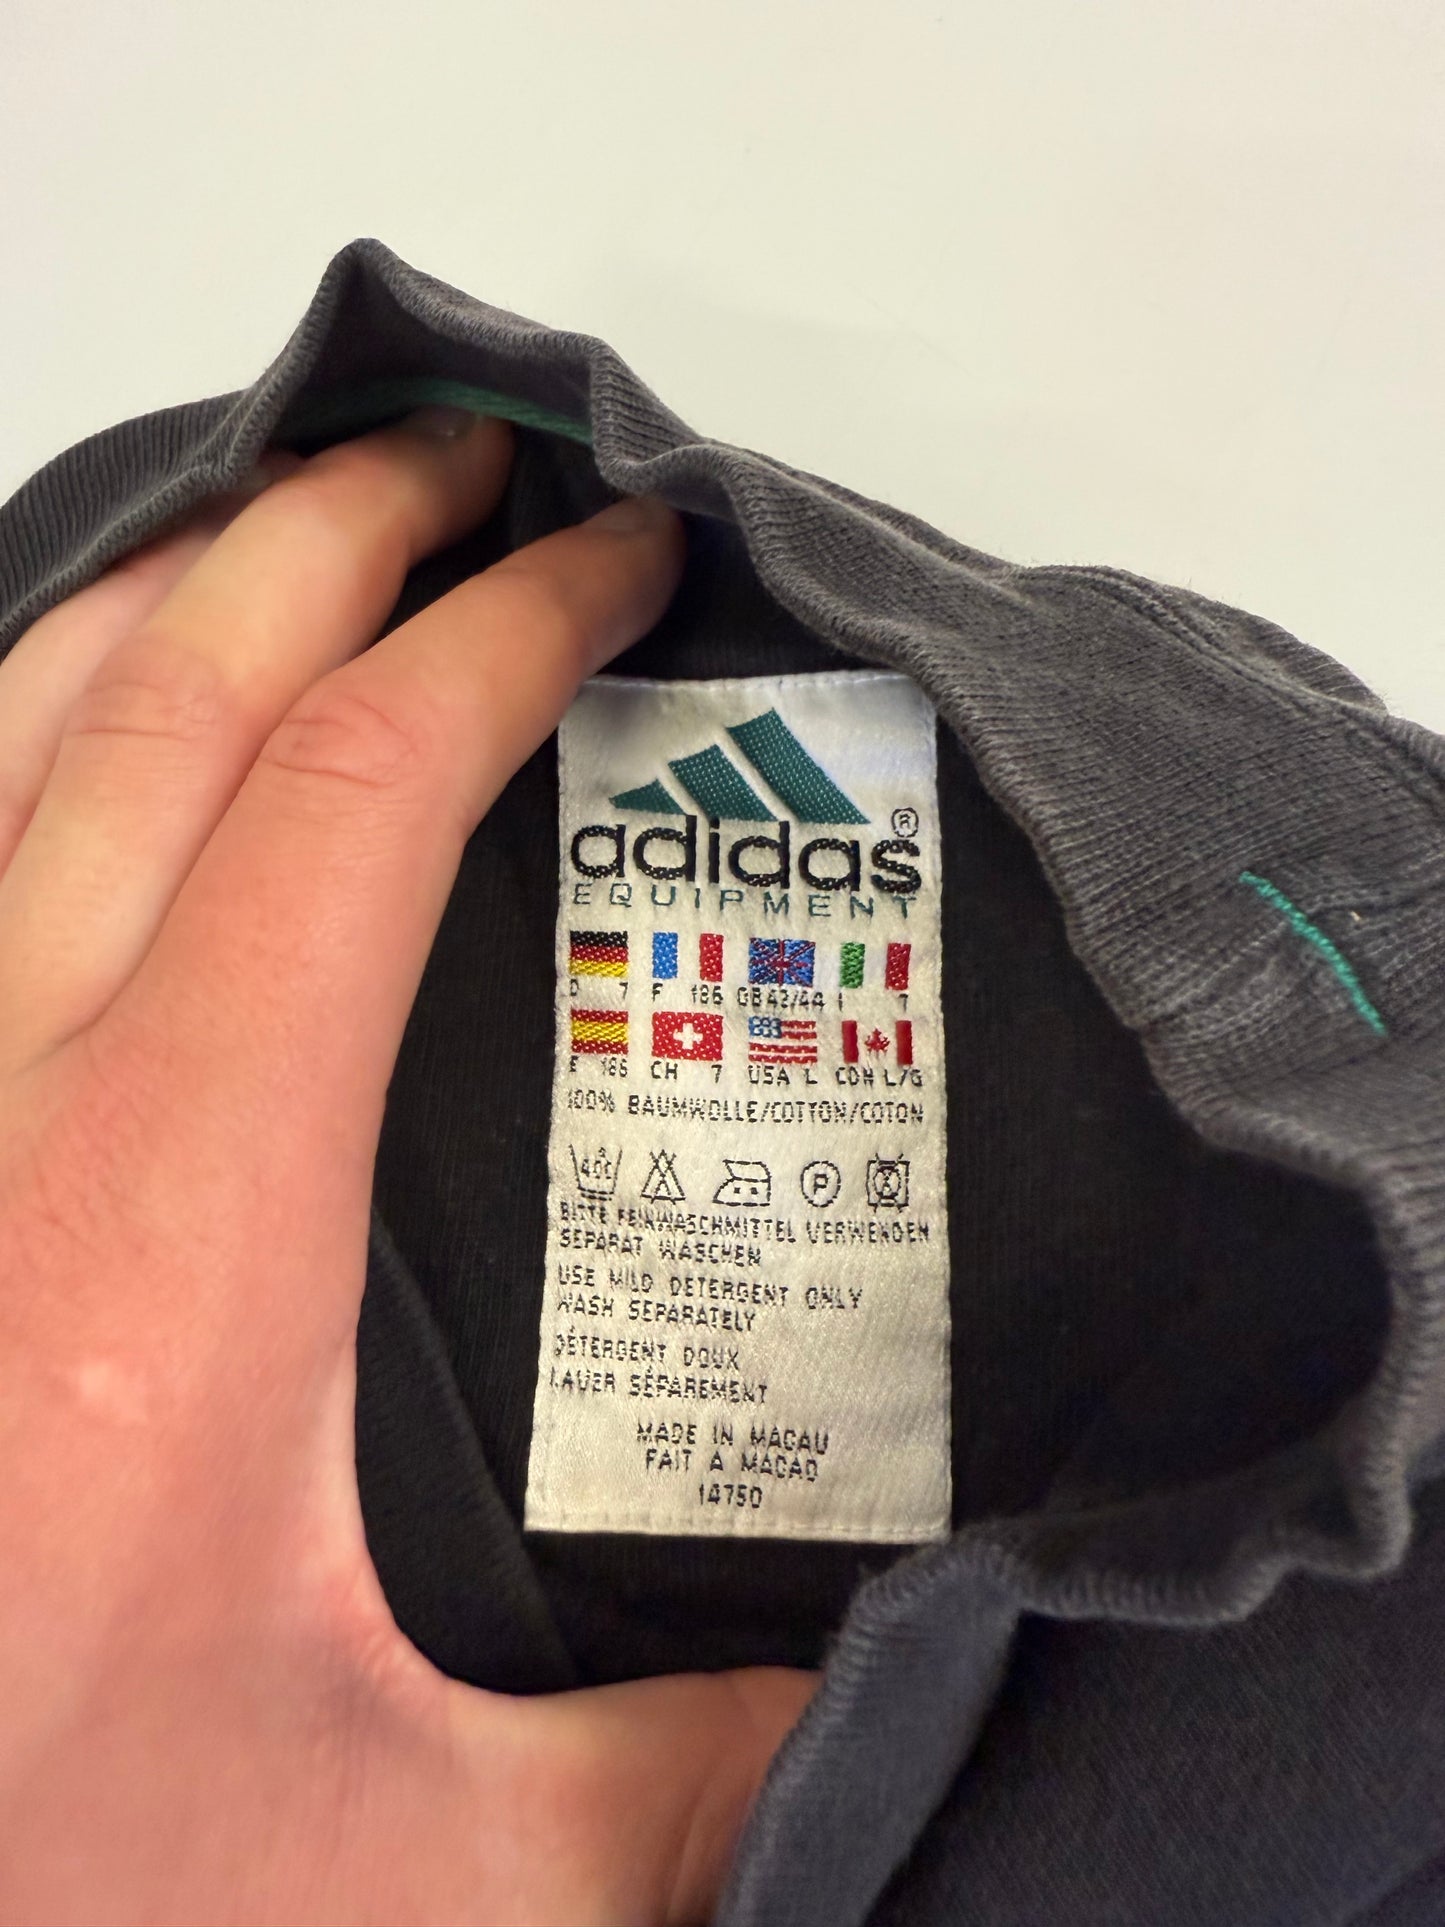 adidas®
EQUIPMENT
D 7 F 186 GB 42/44 I 7
E 186 CH 7 USA L CDN L/G
100% BAUMWOLLE/COTTON/COTON
40C P
BITTE FEINWASCHMITTEL VERWENDEN
SEPARAT WASCHEN
USE MILD DETERGENT ONLY
WASH SEPARATELY
DÉTERGENT DOUX
LAVER SÉPARÉMENT
MADE IN MACAU
FAIT A MACAO
14750